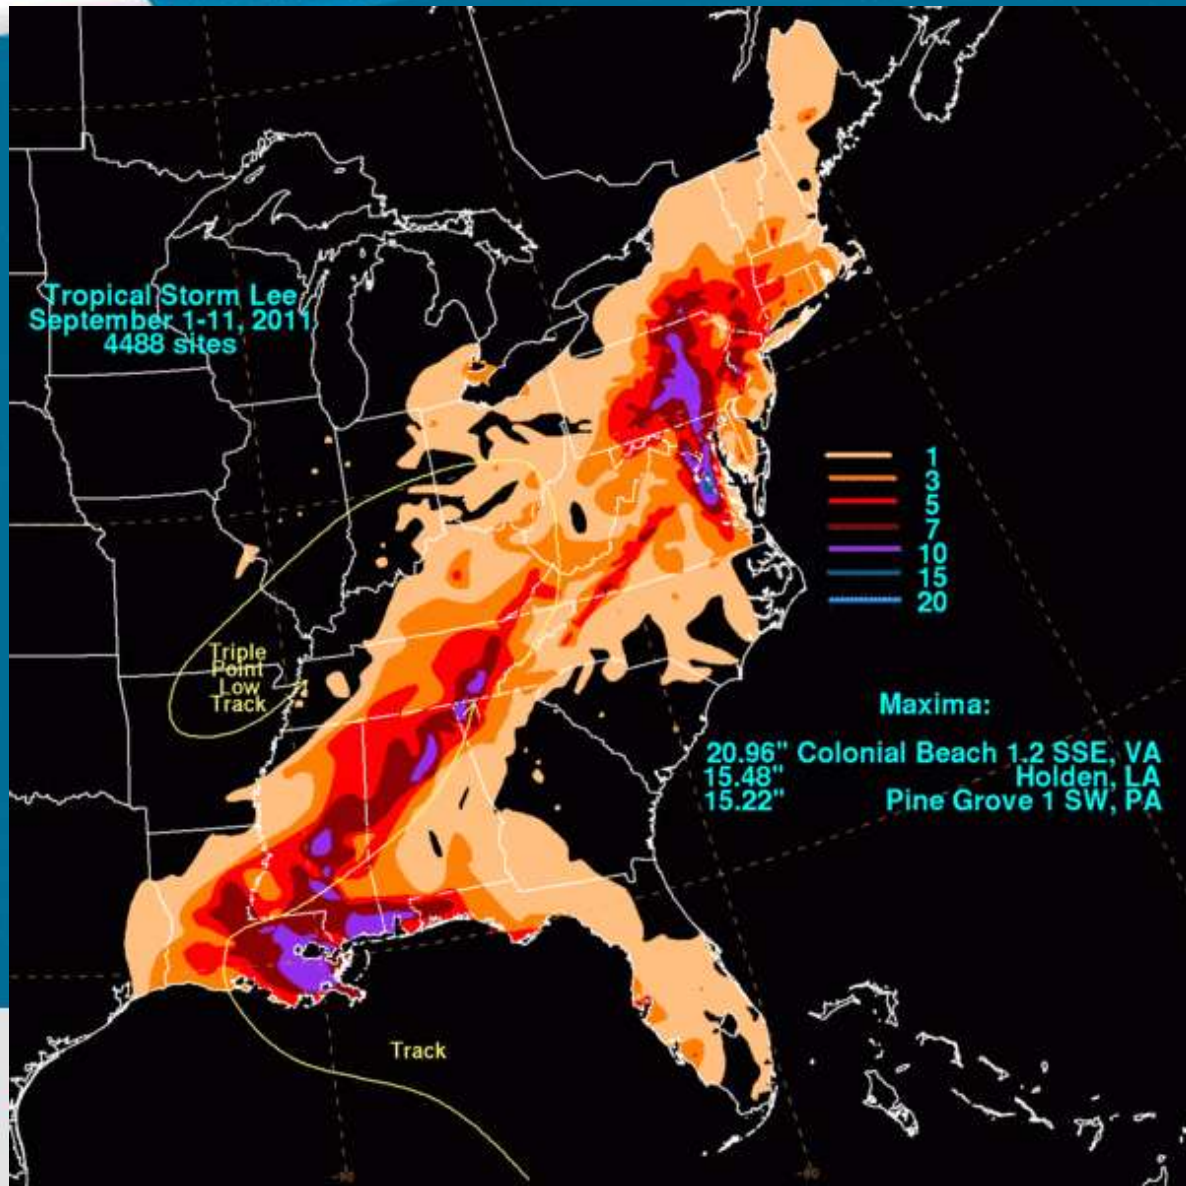 Tropical Storm Lee
September 1-11, 2011
4488 sites
1
3
5
7
10
15
20
Triple
Point
Low
Track
Maxima:
20.96" Colonial Beach 1.2 SSE, VA
15.48" Holden, LA
15.22" Pine Grove 1 SW, PA
Track